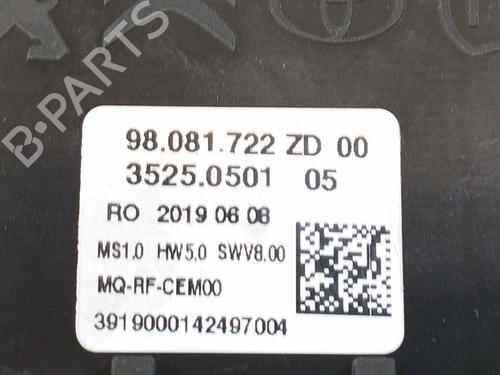 B-PARTS
98.081.722 ZD 00
3525.0501 05
RO 2019 06 08
MS1.0 HW5.0 SWV8.00
MQ-RF-CEM00
3919000142497004